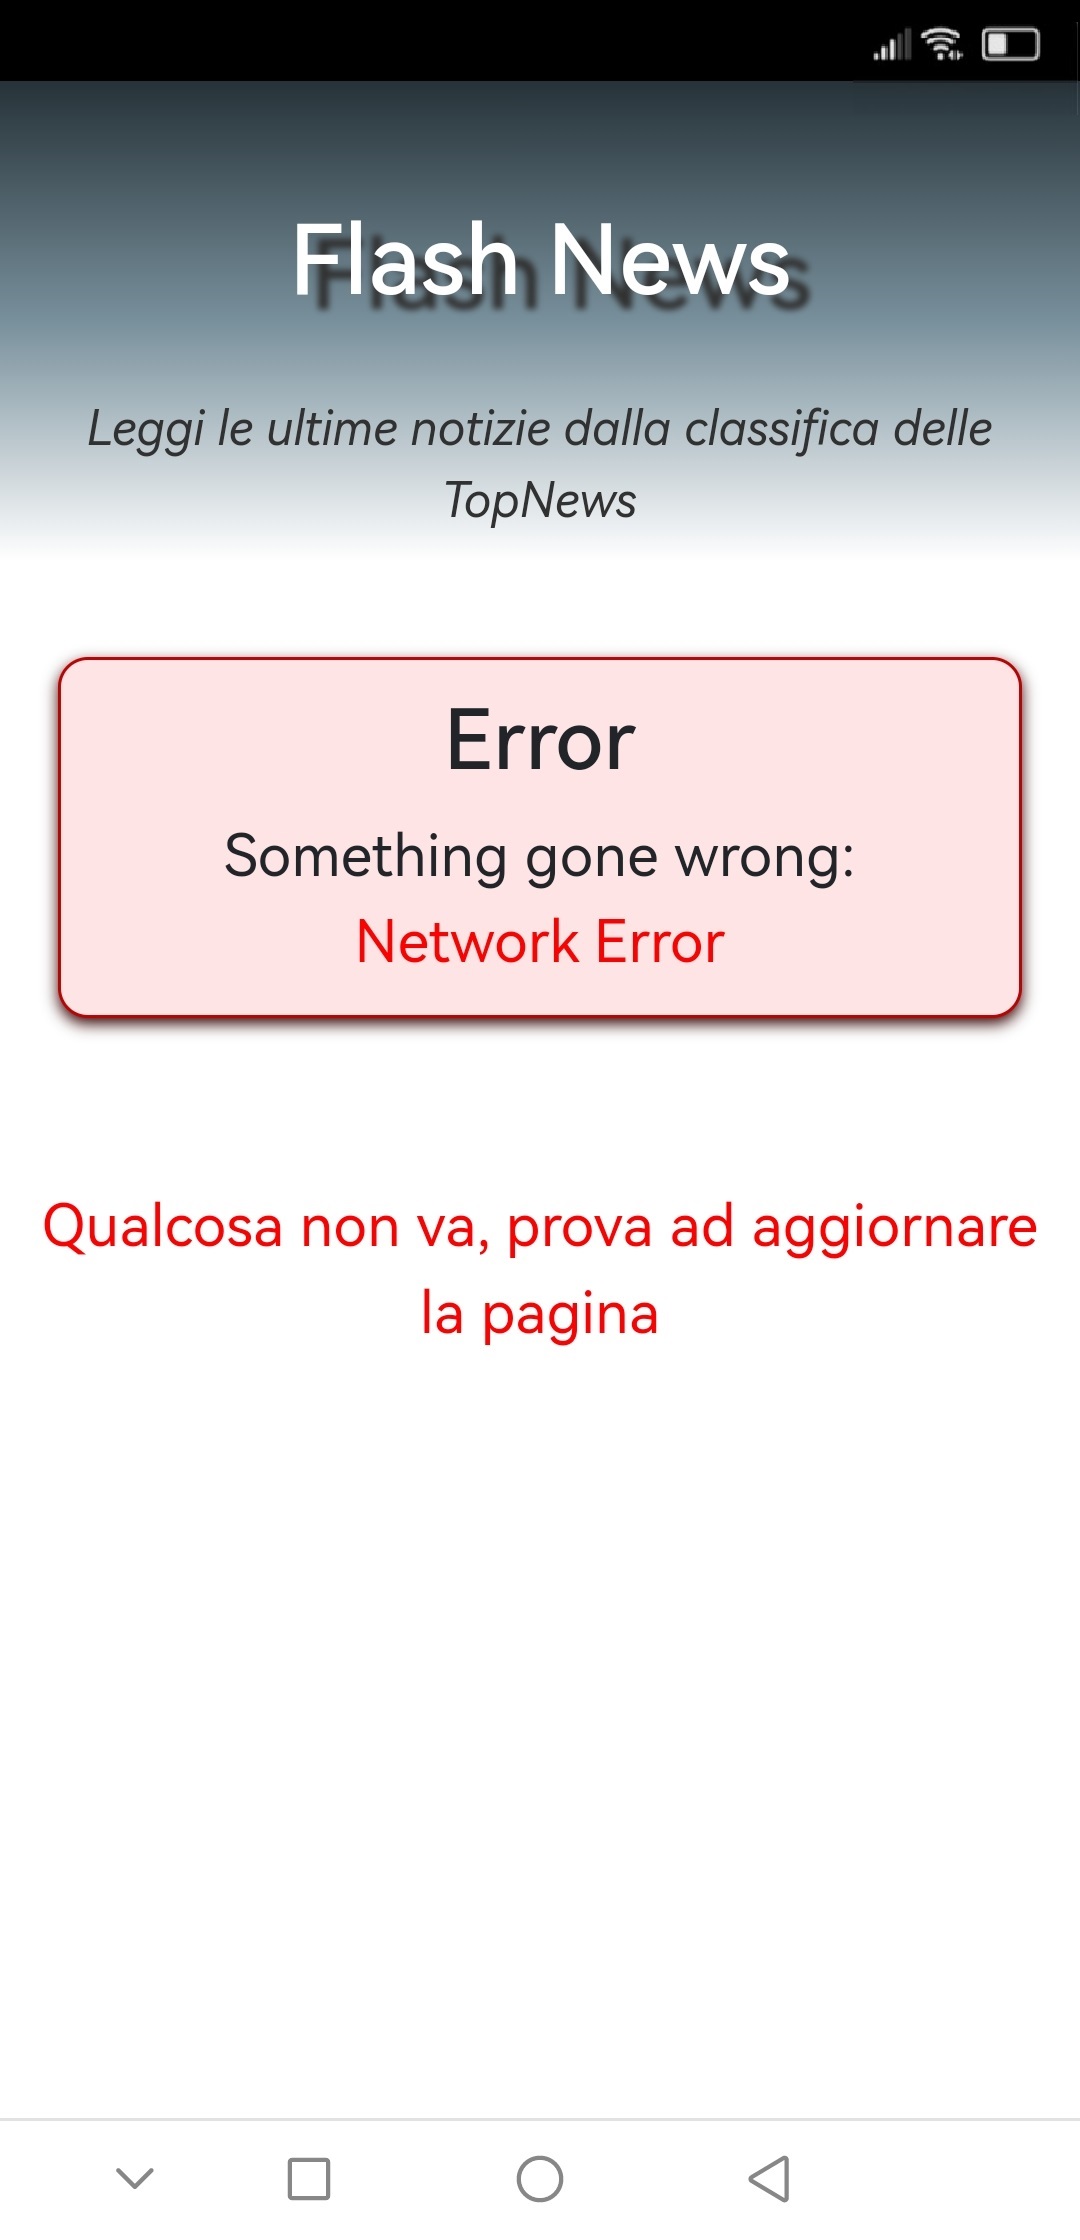 Flash News
Leggi le ultime notizie dalla classifica delle
TopNews
Error
Something gone wrong:
Network Error
Qualcosa non va, prova ad aggiornare
la pagina